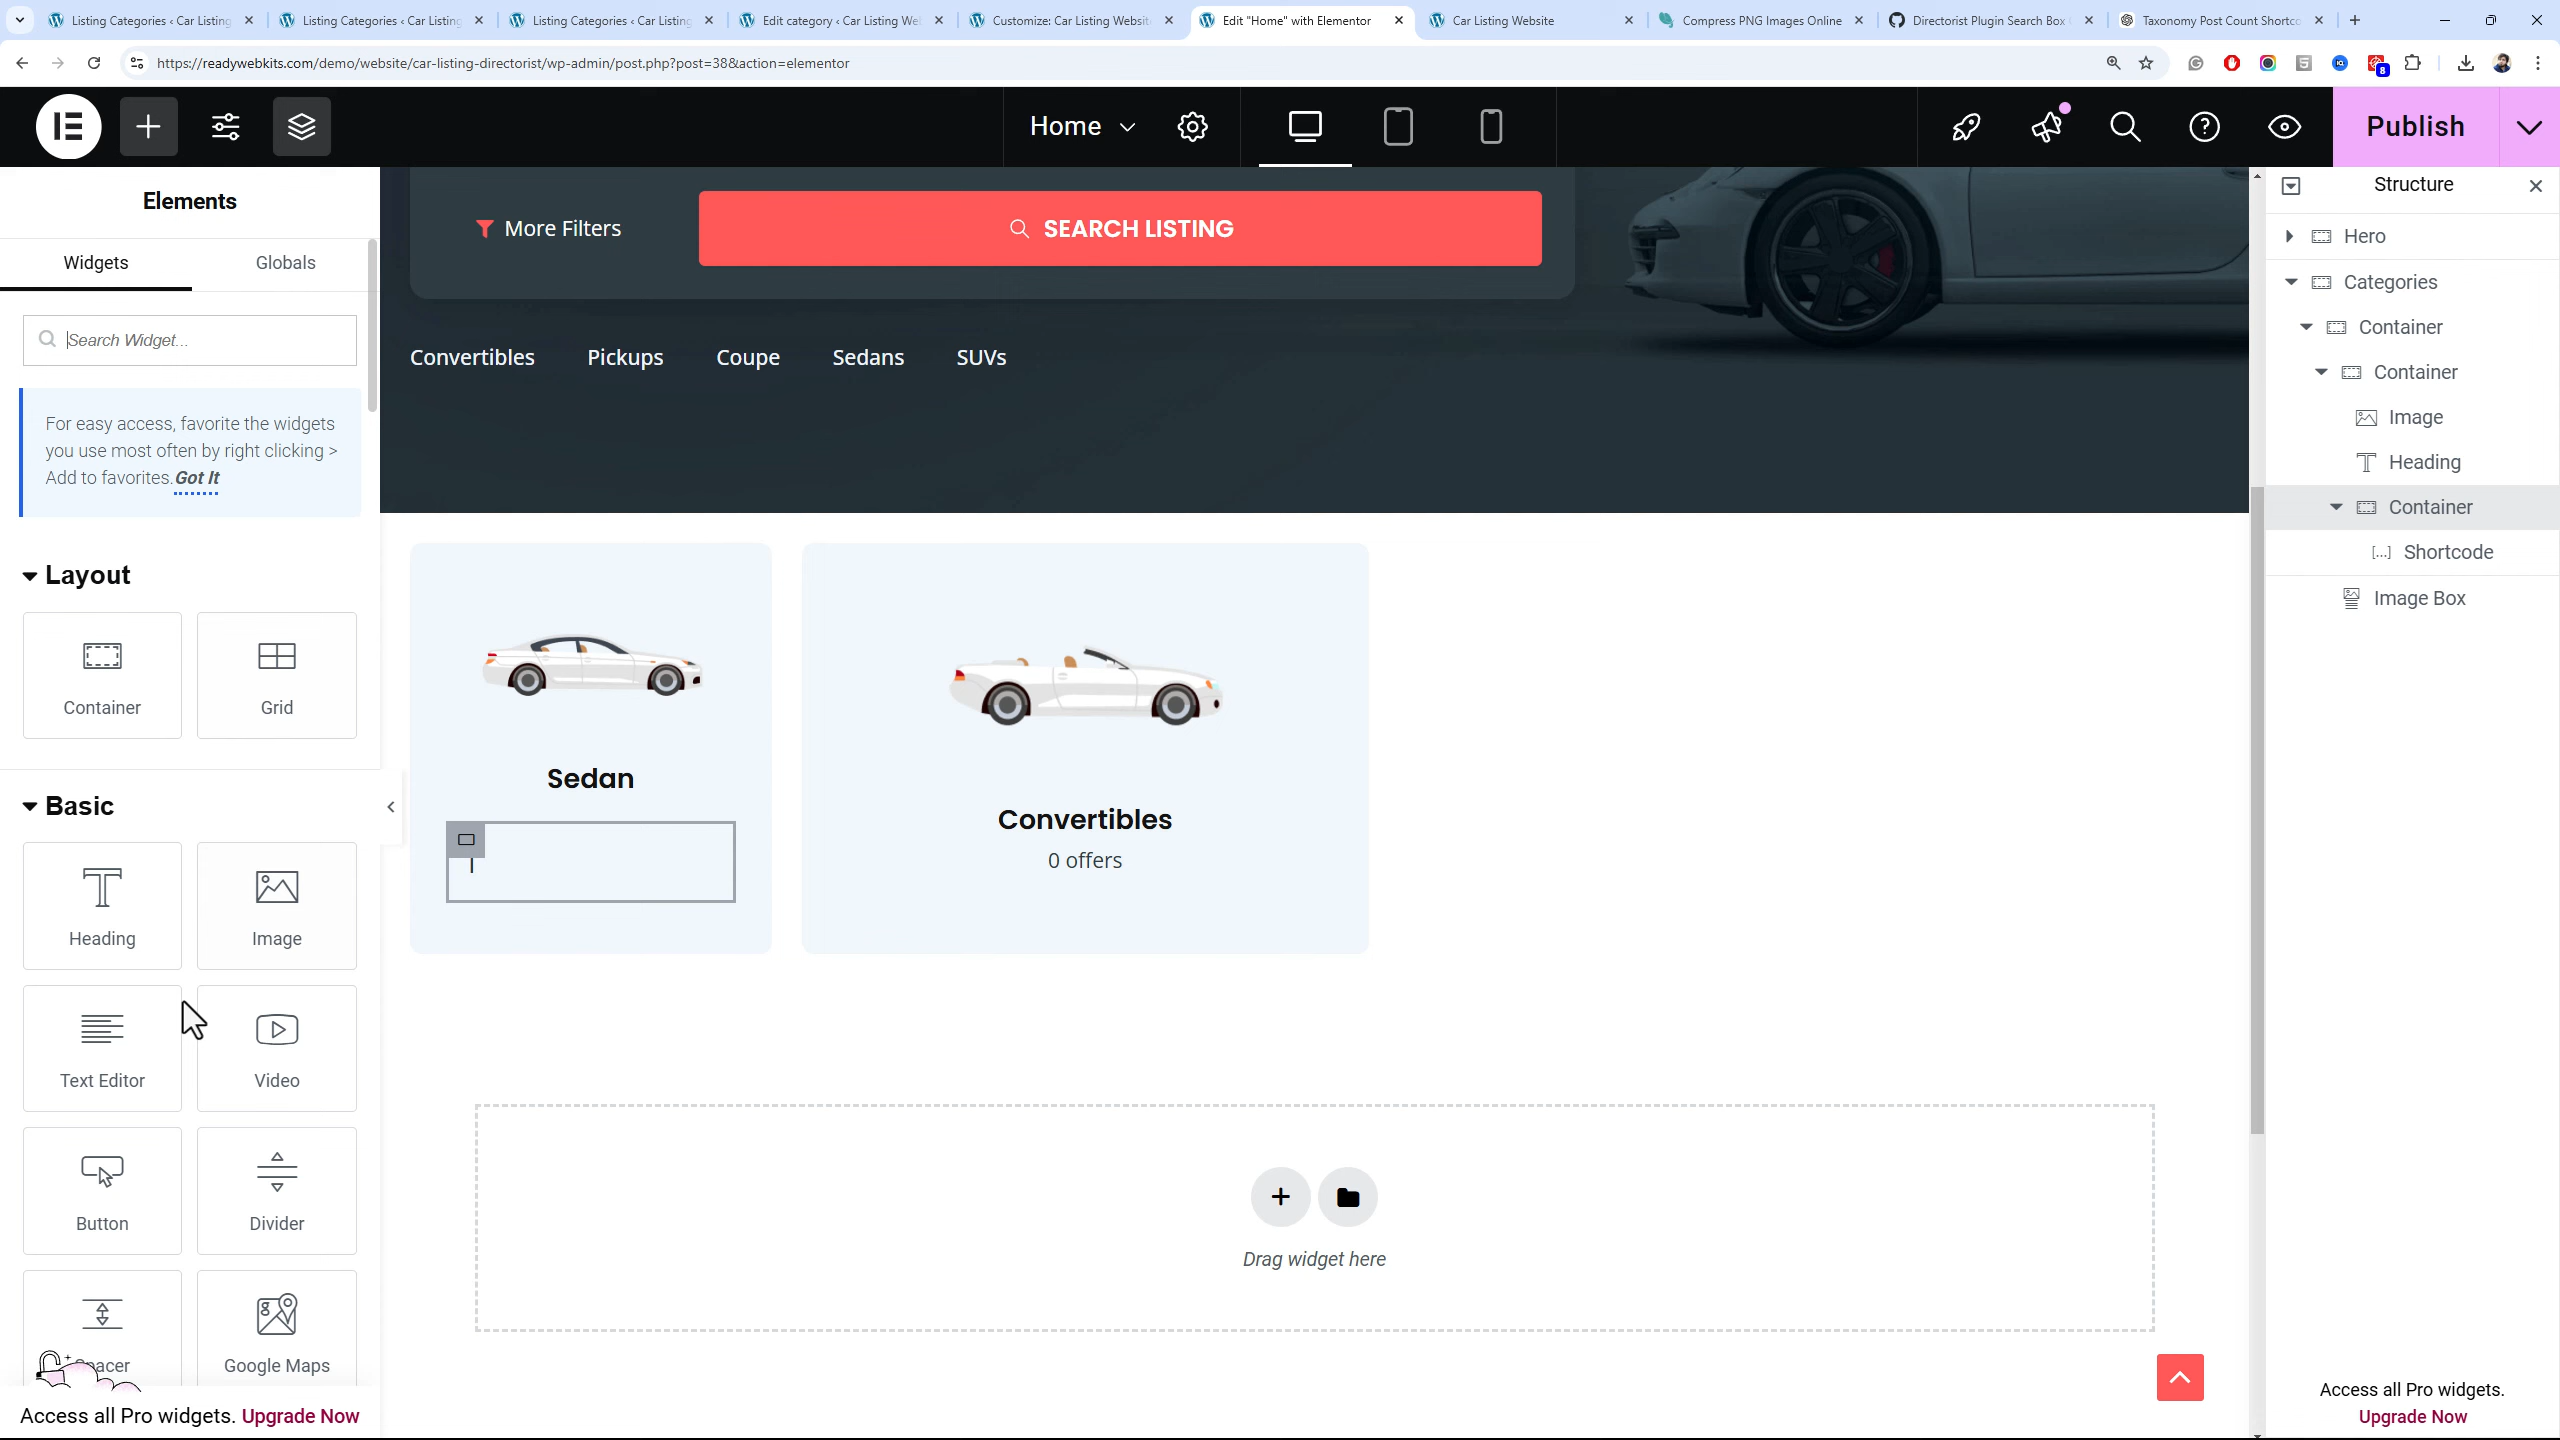 Listing Categories ‹ Car Listing
Listing Categories ‹ Car Listing
Listing Categories ‹ Car Listing
Edit category ‹ Car Listing We
Customize: Car Listing Websit
Edit "Home" with Elementor
Car Listing Website
Compress PNG Images Online
Directorist Plugin Search Box
Taxonomy Post Count Shortco
https://readywebkits.com/demo/website/car-listing-directorist/wp-admin/post.php?post=38&action=elementor
8
Home
Publish
Elements
Widgets
Globals
Search Widget...
For easy access, favorite the widgets
you use most often by right clicking >
Add to favorites. Got It
Layout
Container
Grid
Basic
Heading
Image
Text Editor
Video
Button
Divider
pacer
Google Maps
Access all Pro widgets. Upgrade Now
More Filters
SEARCH LISTING
Convertibles
Pickups
Coupe
Sedans
SUVs
Sedan
Convertibles
0 offers
Drag widget here
Structure
Hero
Categories
Container
Container
Image
Heading
Container
[...] Shortcode
Image Box
Access all Pro widgets.
Upgrade Now